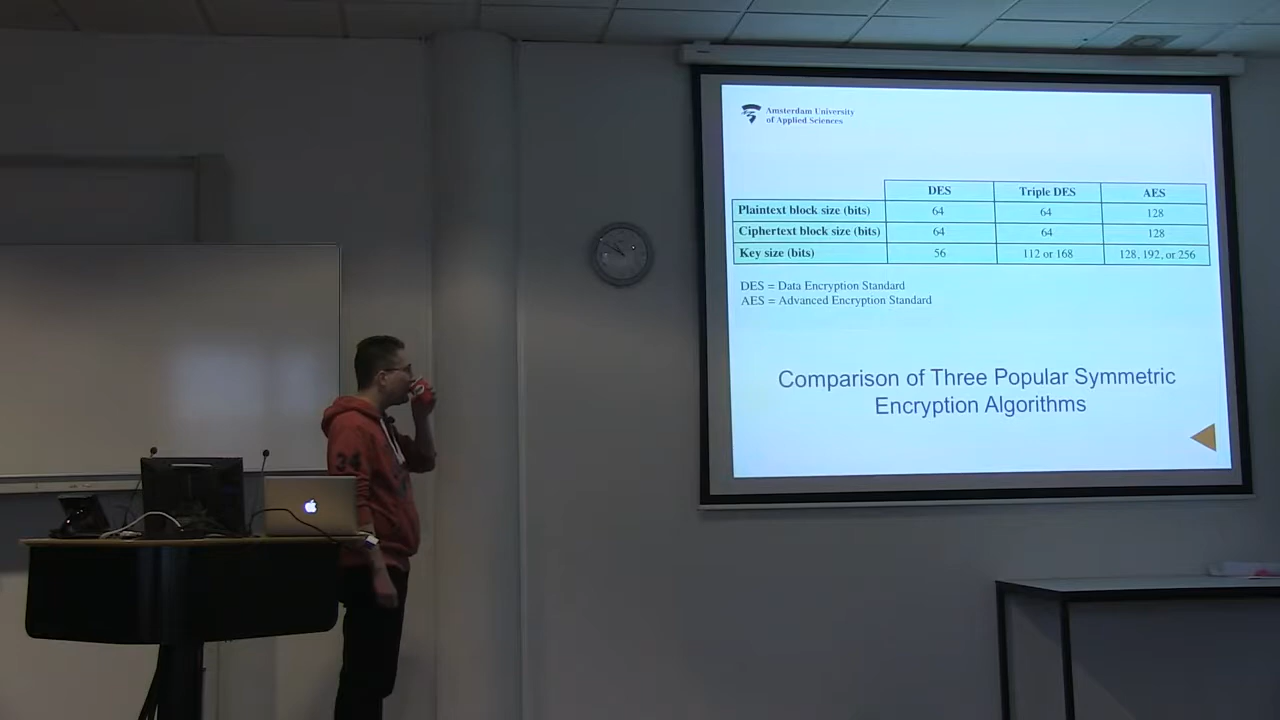 Amsterdam University
of Applied Sciences
DES Triple DES AES
Plaintext block size (bits) 64 64 128
Ciphertext block size (bits) 64 64 128
Key size (bits) 56 112 or 168 128, 192, or 256
DES = Data Encryption Standard
AES = Advanced Encryption Standard
Comparison of Three Popular Symmetric
Encryption Algorithms
34